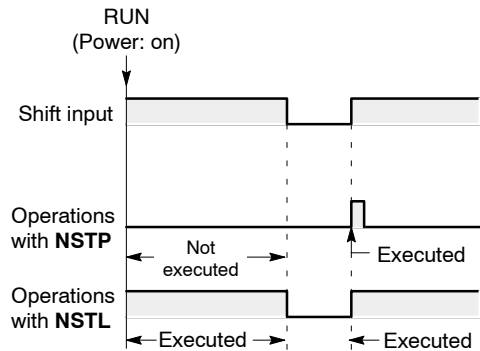 RUN
(Power: on)
Shift input
Operations
with NSTP
Not
executed
Executed
Operations
with NSTL
Executed
Executed